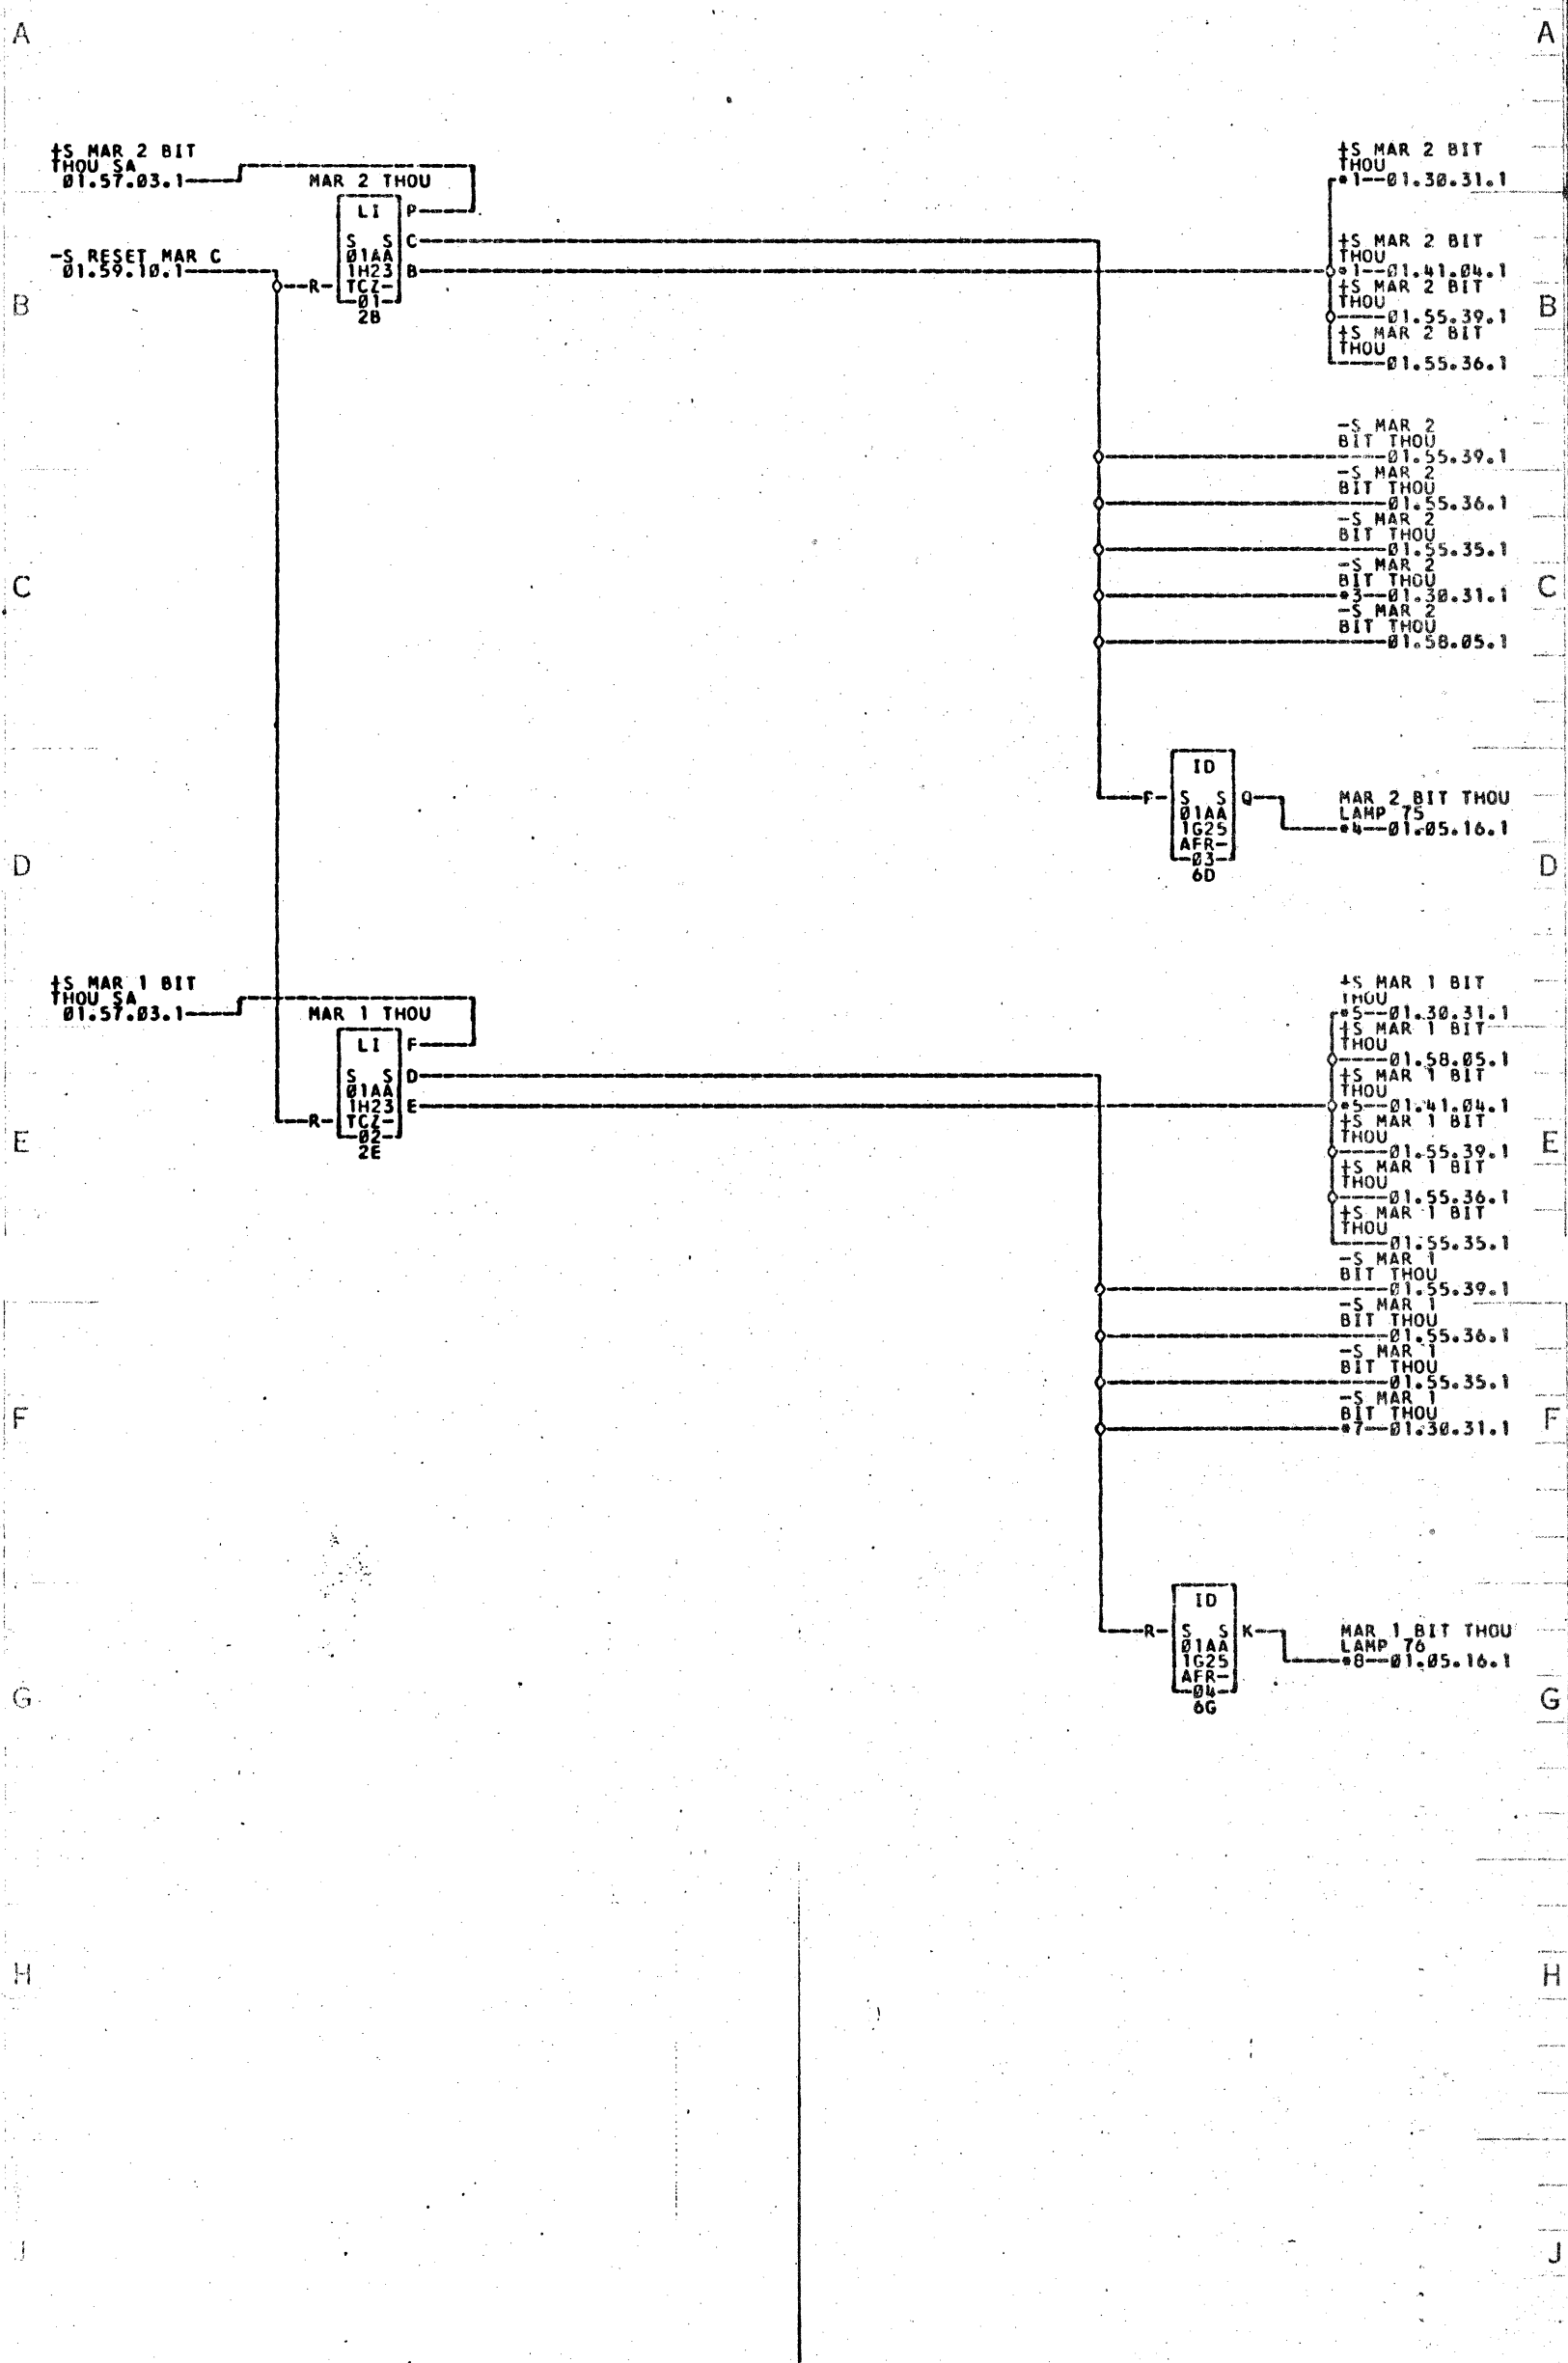 A A
+S MAR 2 BIT
THOU SA
01.57.03.1
MAR 2 THOU
LI P
S S C
01AA
1H23 B
R TCZ-
-01-
2B
-S RESET MAR C
01.59.10.1
B B
+S MAR 2 BIT
THOU
*1--01.30.31.1
+S MAR 2 BIT
THOU
*1--01.41.04.1
+S MAR 2 BIT
THOU
01.55.39.1
+S MAR 2 BIT
THOU
01.55.36.1
-S MAR 2
BIT THOU
01.55.39.1
-S MAR 2
BIT THOU
01.55.36.1
-S MAR 2
BIT THOU
01.55.35.1
-S MAR 2
BIT THOU
*3--01.30.31.1
-S MAR 2
BIT THOU
01.58.05.1
C C
ID
F S S Q
01AA
1G25
AFR-
-03-
6D
MAR 2 BIT THOU
LAMP 75
*4--01.05.16.1
D D
+S MAR 1 BIT
THOU SA
01.57.03.1
MAR 1 THOU
LI F
S S D
01AA
1H23 E
R TCZ-
-02-
2E
+S MAR 1 BIT
THOU
*5--01.30.31.1
+S MAR 1 BIT
THOU
01.58.05.1
+S MAR 1 BIT
THOU
*5--01.41.04.1
+S MAR 1 BIT
THOU
01.55.39.1
+S MAR 1 BIT
THOU
01.55.36.1
+S MAR 1 BIT
THOU
01.55.35.1
E E
-S MAR 1
BIT THOU
01.55.39.1
-S MAR 1
BIT THOU
01.55.36.1
-S MAR 1
BIT THOU
01.55.35.1
-S MAR 1
BIT THOU
*7--01.30.31.1
F F
ID
R S S K
01AA
1G25
AFR-
-04-
6G
MAR 1 BIT THOU
LAMP 76
*8--01.05.16.1
G G
H H
J J